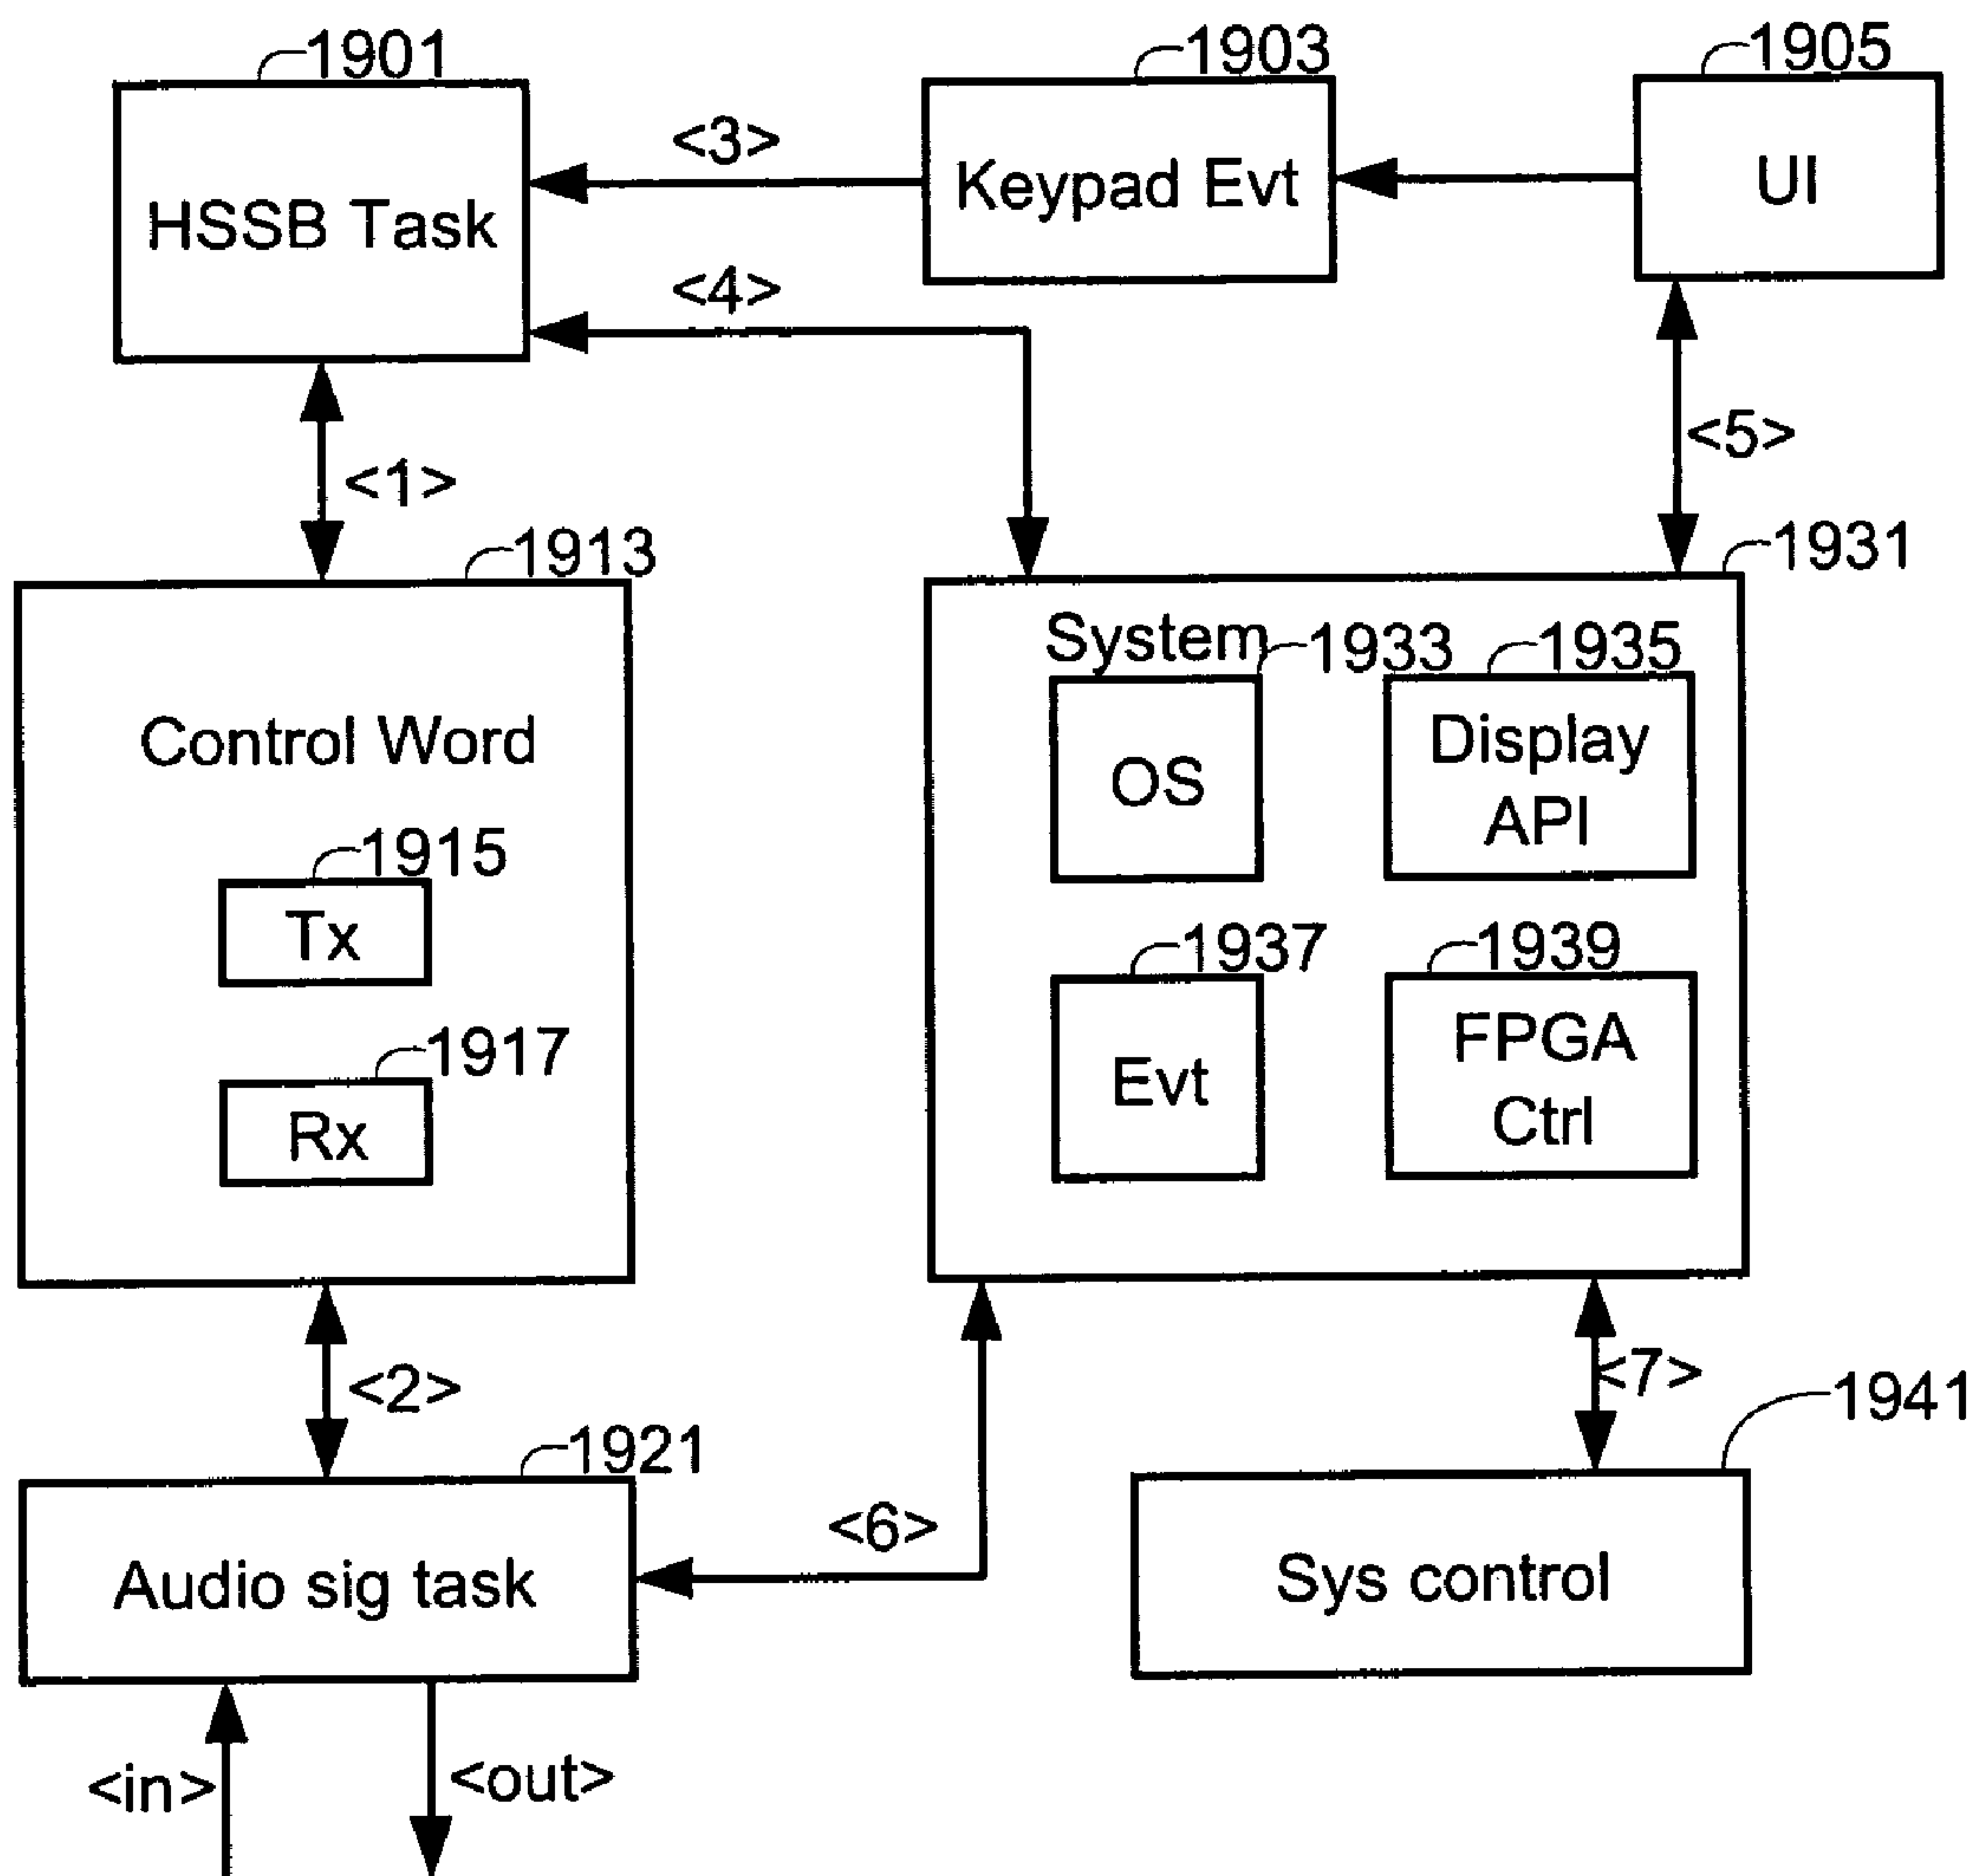 1901
1903
1905
HSSB Task
<3>
Keypad Evt
UI
<4>
<1>
<5>
1913
1931
Control Word
System
1933
1935
OS
Display
API
1915
Tx
1937
1939
1917
Rx
Evt
FPGA
Ctrl
<2>
<7>
1941
1921
<6>
Audio sig task
Sys control
<in>
<out>